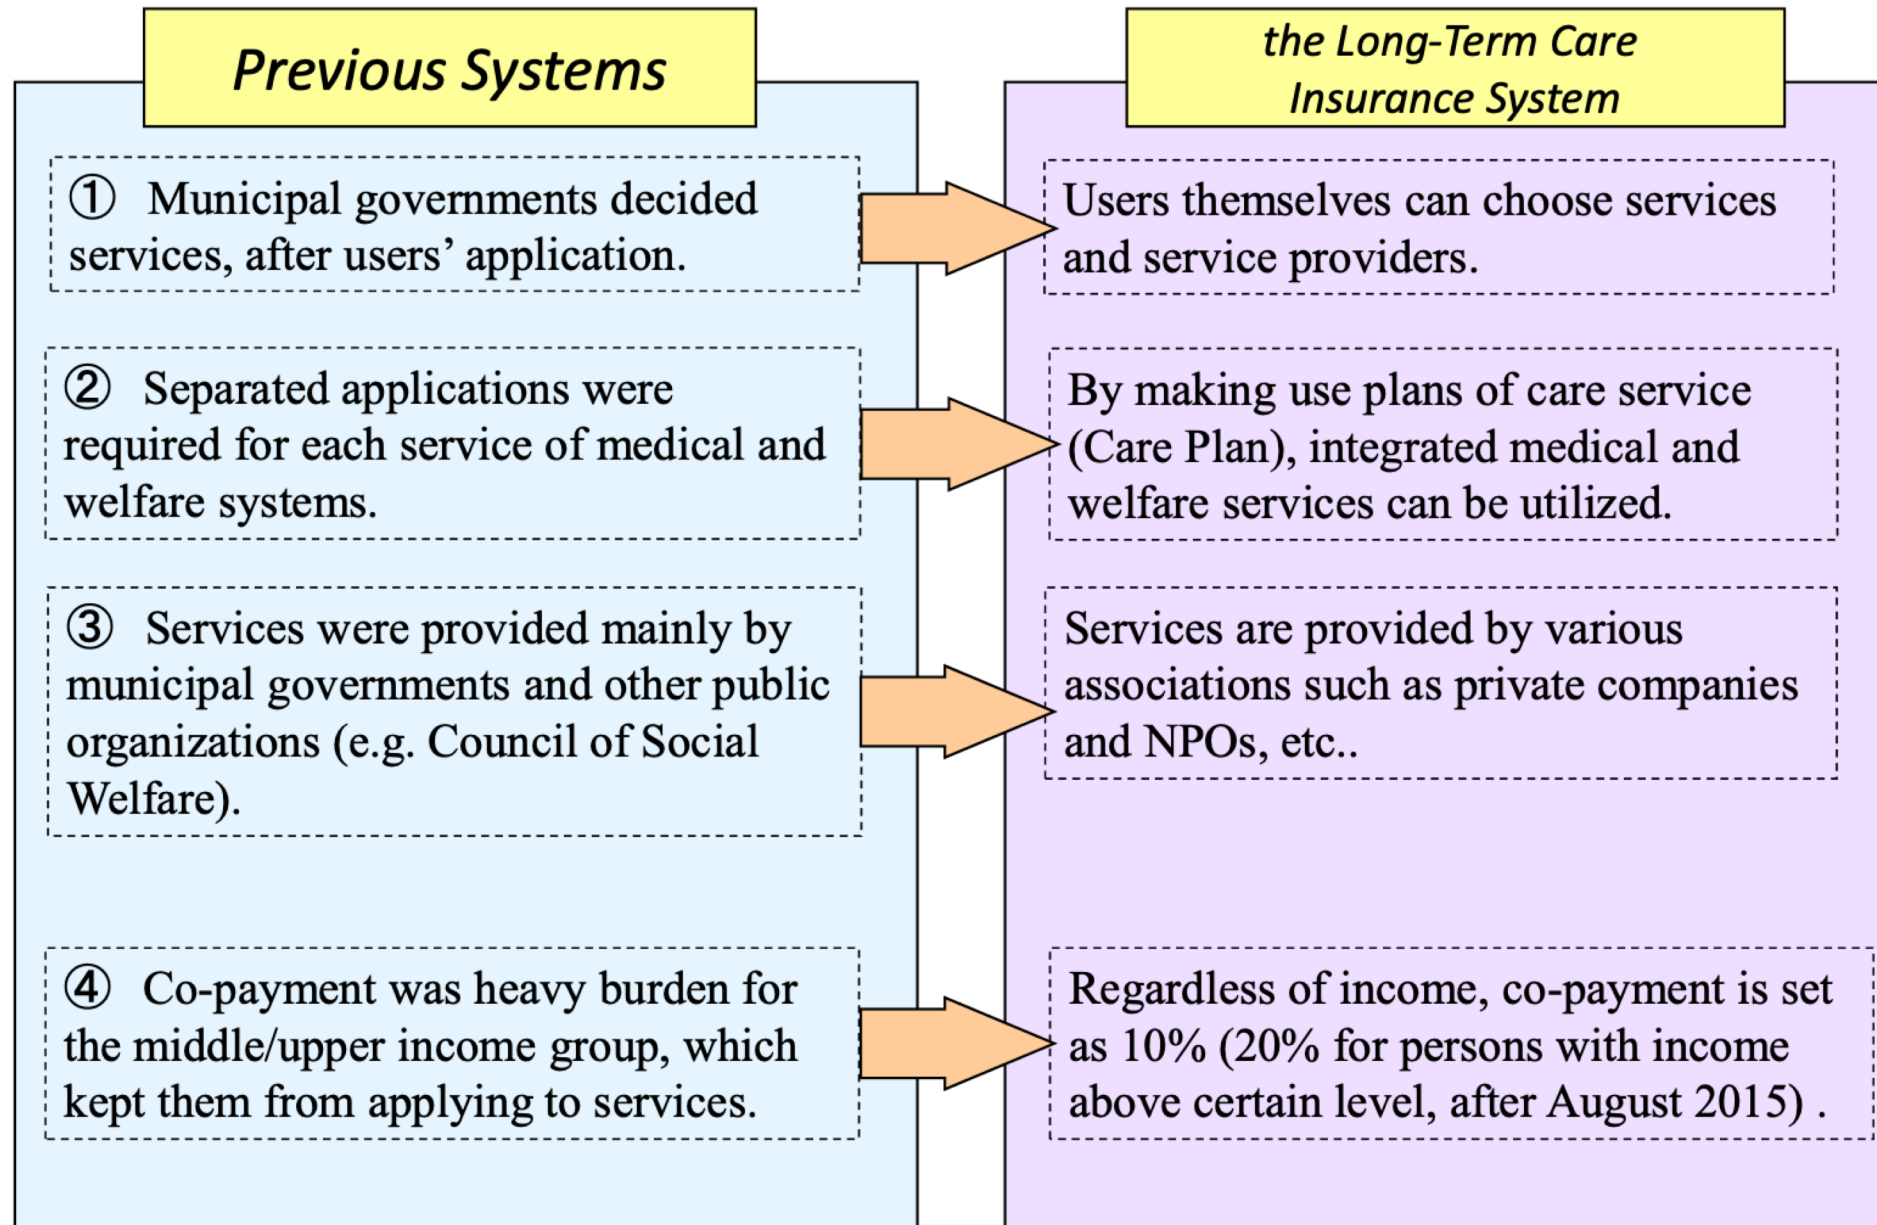 Previous Systems
① Municipal governments decided
services, after users’ application.
② Separated applications were
required for each service of medical and
welfare systems.
③ Services were provided mainly by
municipal governments and other public
organizations (e.g. Council of Social
Welfare).
④ Co-payment was heavy burden for
the middle/upper income group, which
kept them from applying to services.
the Long-Term Care
Insurance System
Users themselves can choose services
and service providers.
By making use plans of care service
(Care Plan), integrated medical and
welfare services can be utilized.
Services are provided by various
associations such as private companies
and NPOs, etc..
Regardless of income, co-payment is set
as 10% (20% for persons with income
above certain level, after August 2015) .